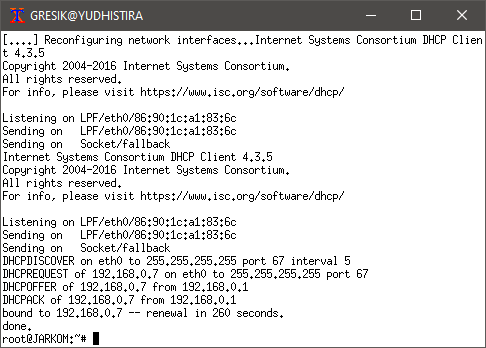 GRESIK@YUDHISTIRA
[....] Reconfiguring network interfaces...Internet Systems Consortium DHCP Clien
t 4.3.5
Copyright 2004-2016 Internet Systems Consortium.
All rights reserved.
For info, please visit https://www.isc.org/software/dhcp/
Listening on LPF/eth0/86:90:1c:a1:83:6c
Sending on   LPF/eth0/86:90:1c:a1:83:6c
Sending on   Socket/fallback
Internet Systems Consortium DHCP Client 4.3.5
Copyright 2004-2016 Internet Systems Consortium.
All rights reserved.
For info, please visit https://www.isc.org/software/dhcp/
Listening on LPF/eth0/86:90:1c:a1:83:6c
Sending on   LPF/eth0/86:90:1c:a1:83:6c
Sending on   Socket/fallback
DHCPDISCOVER on eth0 to 255.255.255.255 port 67 interval 5
DHCPREQUEST of 192.168.0.7 on eth0 to 255.255.255.255 port 67
DHCPOFFER of 192.168.0.7 from 192.168.0.1
DHCPACK of 192.168.0.7 from 192.168.0.1
bound to 192.168.0.7 -- renewal in 260 seconds.
done.
root@JARKOM:~#